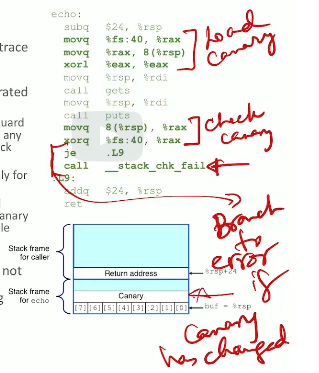 echo:
subq $24, %rsp
movq %fs:40, %rax
movq %rax, 8(%rsp)
xorl %eax, %eax
movq %rsp, %rdi
call gets
movq %rsp, %rdi
call puts
movq 8(%rsp), %rax
xorq %fs:40, %rax
je .L9
call __stack_chk_fail
.L9:
addq $24, %rsp
ret
Load
Canary
Check
canary
Branch
to
error
if
Canary
has changed
trace
rated
uard
any
ck
ly for
anary
le
not
g
Stack frame
for caller
Return address
%rsp+24
Stack frame
for echo
Canary
[7] [6] [5] [4] [3] [2] [1] [0]
buf = %rsp